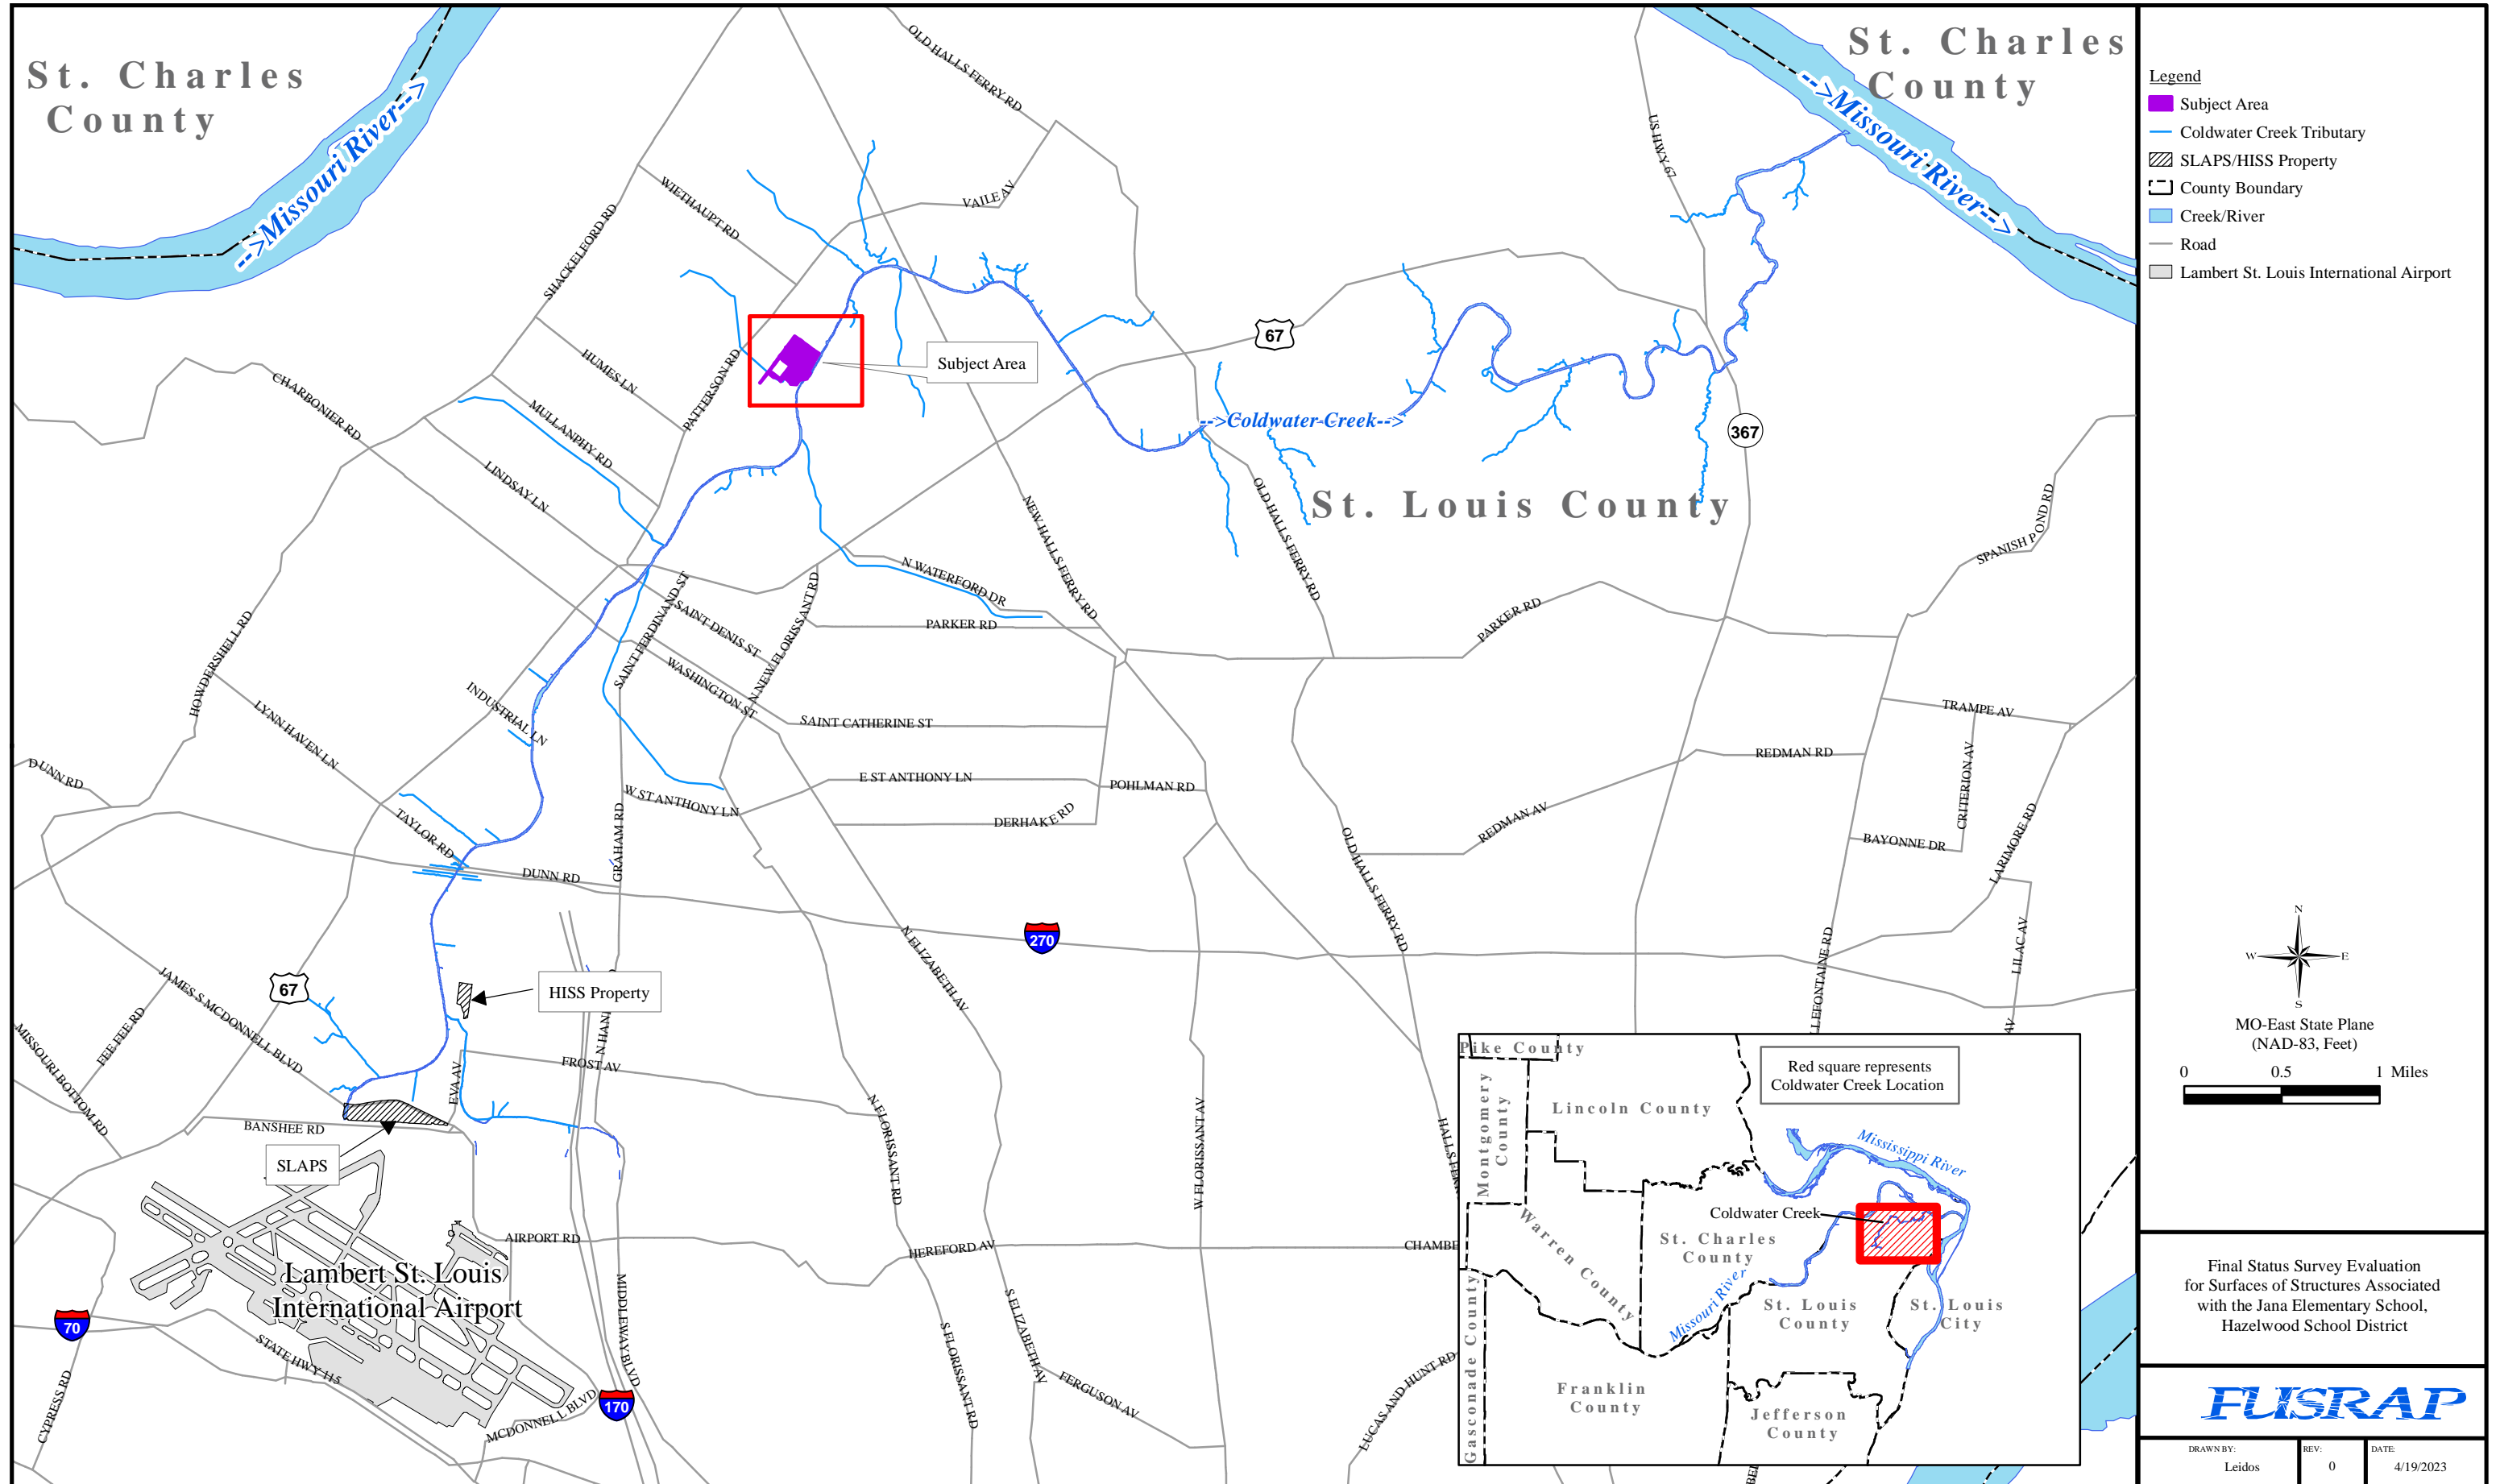 St. Charles
County
-->Missouri River-->
OLD HALLS FERRY RD
US HWY 67
St. Charles
County
-->Missouri River-->
WIETHAUPT RD
VAILE AV
SHACKELFORD RD
HUMES LN
PATTERSON RD
Subject Area
67
CHARBONIER RD
MULLANPHY RD
LINDSAY LN
-->Coldwater-Creek-->
367
St. Louis County
NEW HALLS FERRY RD
OLD HALLS FERRY RD
SPANISH POND RD
N WATERFORD DR
SAINT FERDINAND ST
SAINT DENIS ST
N NEW FLORISSANT RD
PARKER RD
PARKER RD
WASHINGTON ST
HOWDERSHELL RD
INDUSTRIAL LN
LYNN HAVEN LN
SAINT CATHERINE ST
TRAMPE AV
REDMAN RD
CRITERION AV
DUNN RD
E ST ANTHONY LN
POHLMAN RD
W ST ANTHONY LN
DERHAKE RD
REDMAN AV
LARIMORE RD
BAYONNE DR
TAYLOR RD
GRAHAM RD
DUNN RD
OLD HALLS FERRY RD
270
N ELIZABETH AV
LILAC AV
67
HISS Property
JAMES S MCDONNELL BLVD
FEE FEE RD
MISSOURI BOTTOM RD
FROST AV
EVA AV
BANSHEE RD
SLAPS
N FLORISSANT RD
W FLORISSANT AV
AIRPORT RD
HEREFORD AV
Lambert St. Louis
International Airport
70
STATE HWY 115
CYPRESS RD
MIDDLEWAY BLVD
170
MCDONNELL BLVD
S FLORISSANT RD
S ELIZABETH AV
FERGUSON AV
LUCAS AND HUNT RD
AV
Pike County
Red square represents
Coldwater Creek Location
Montgomery
County
Lincoln County
Mississippi River
Coldwater Creek
Warren County
St. Charles
County
Missouri River
St. Louis
County
St. Louis
City
Gasconade County
Franklin
County
Jefferson
County
Legend
Subject Area
Coldwater Creek Tributary
SLAPS/HISS Property
County Boundary
Creek/River
Road
Lambert St. Louis International Airport
N
W
E
S
MO-East State Plane
(NAD-83, Feet)
0 0.5 1 Miles
Final Status Survey Evaluation
for Surfaces of Structures Associated
with the Jana Elementary School,
Hazelwood School District
FUSRAP
DRAWN BY:
Leidos
REV:
0
DATE:
4/19/2023